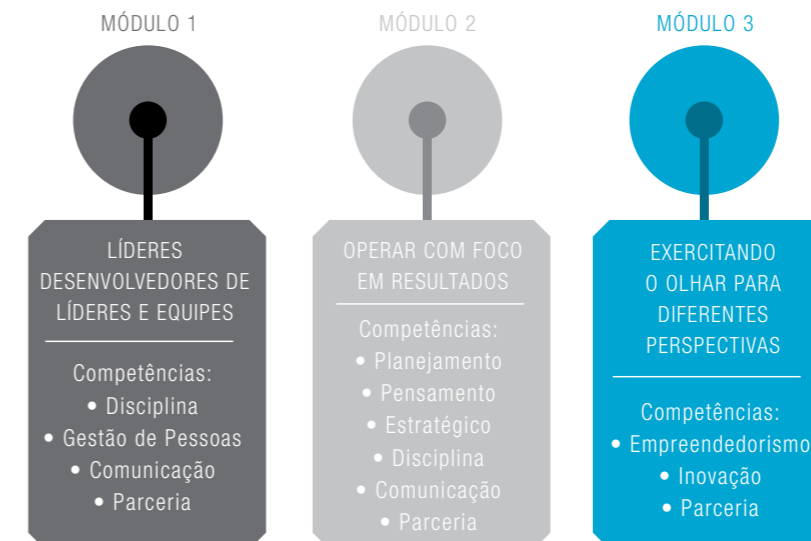 MÓDULO 1
LÍDERES
DESENVOLVEDORES DE
LÍDERES E EQUIPES
Competências:
• Disciplina
• Gestão de Pessoas
• Comunicação
• Parceria
MÓDULO 2
OPERAR COM FOCO
EM RESULTADOS
Competências:
• Planejamento
• Pensamento
• Estratégico
• Disciplina
• Comunicação
• Parceria
MÓDULO 3
EXERCITANDO
O OLHAR PARA
DIFERENTES
PERSPECTIVAS
Competências:
• Empreendedorismo
• Inovação
• Parceria